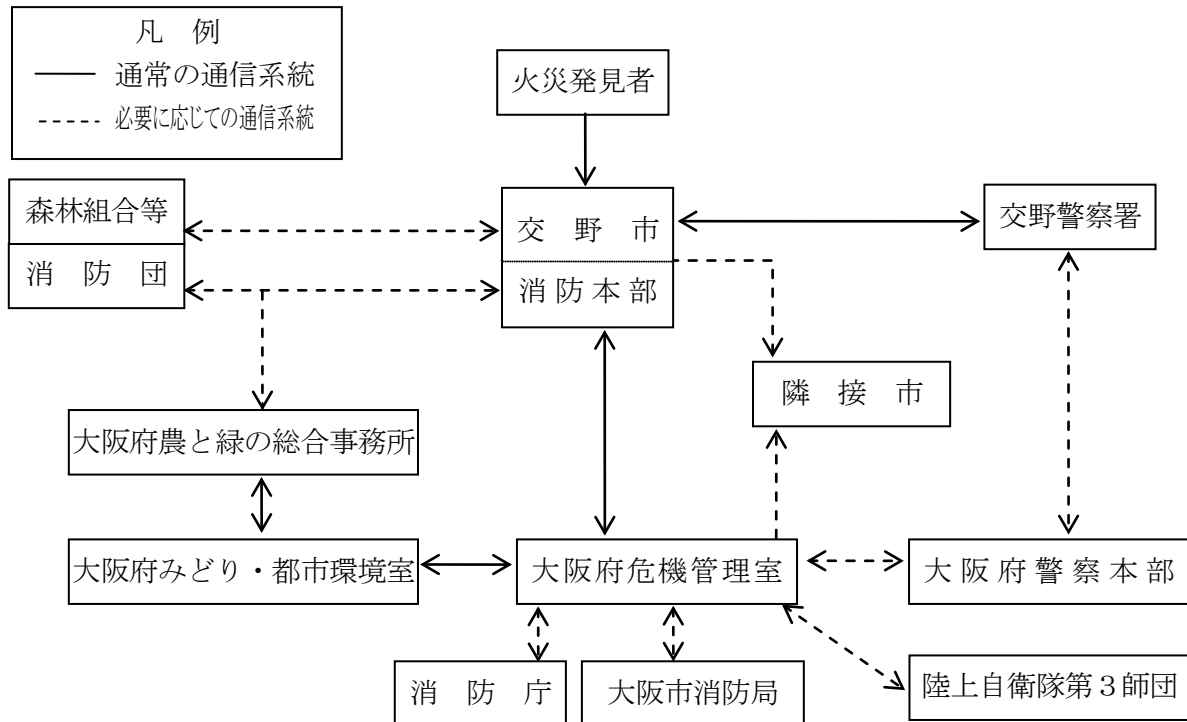 凡 例
通常の通信系統
必要に応じての通信系統
火災発見者
森林組合等
消 防 団
交 野 市
消防本部
交野警察署
隣 接 市
大阪府農と緑の総合事務所
大阪府みどり・都市環境室
大阪府危機管理室
大阪府警察本部
消 防 庁
大阪市消防局
陸上自衛隊第３師団